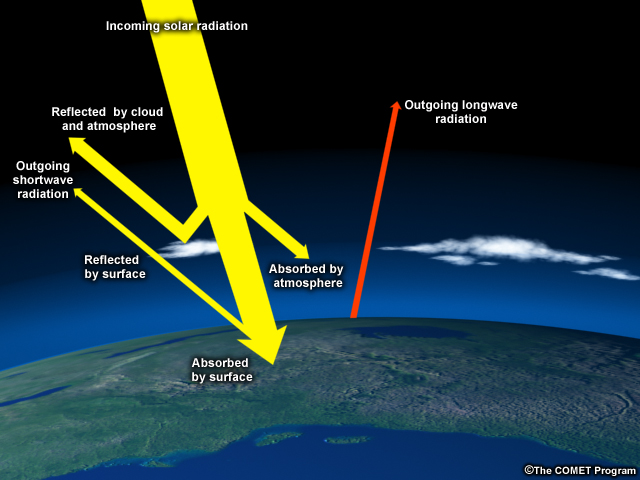 Incoming solar radiation
Reflected by cloud
and atmosphere
Outgoing longwave
radiation
Outgoing
shortwave
radiation
Reflected
by surface
Absorbed by
atmosphere
Absorbed
by surface
©The COMET Program